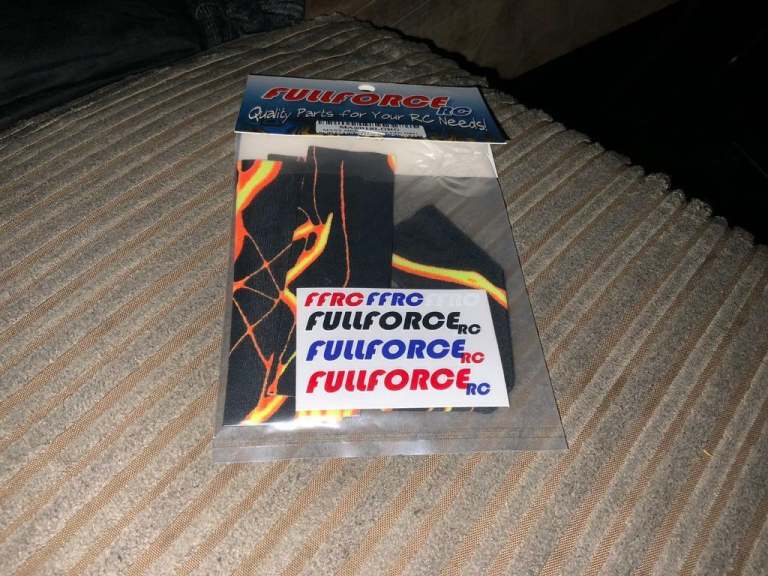 FULLFORCE RC
Quality Parts for Your RC Needs!
FFRC FFRC FFRC
FULLFORCE RC
FULLFORCE RC
FULLFORCE RC